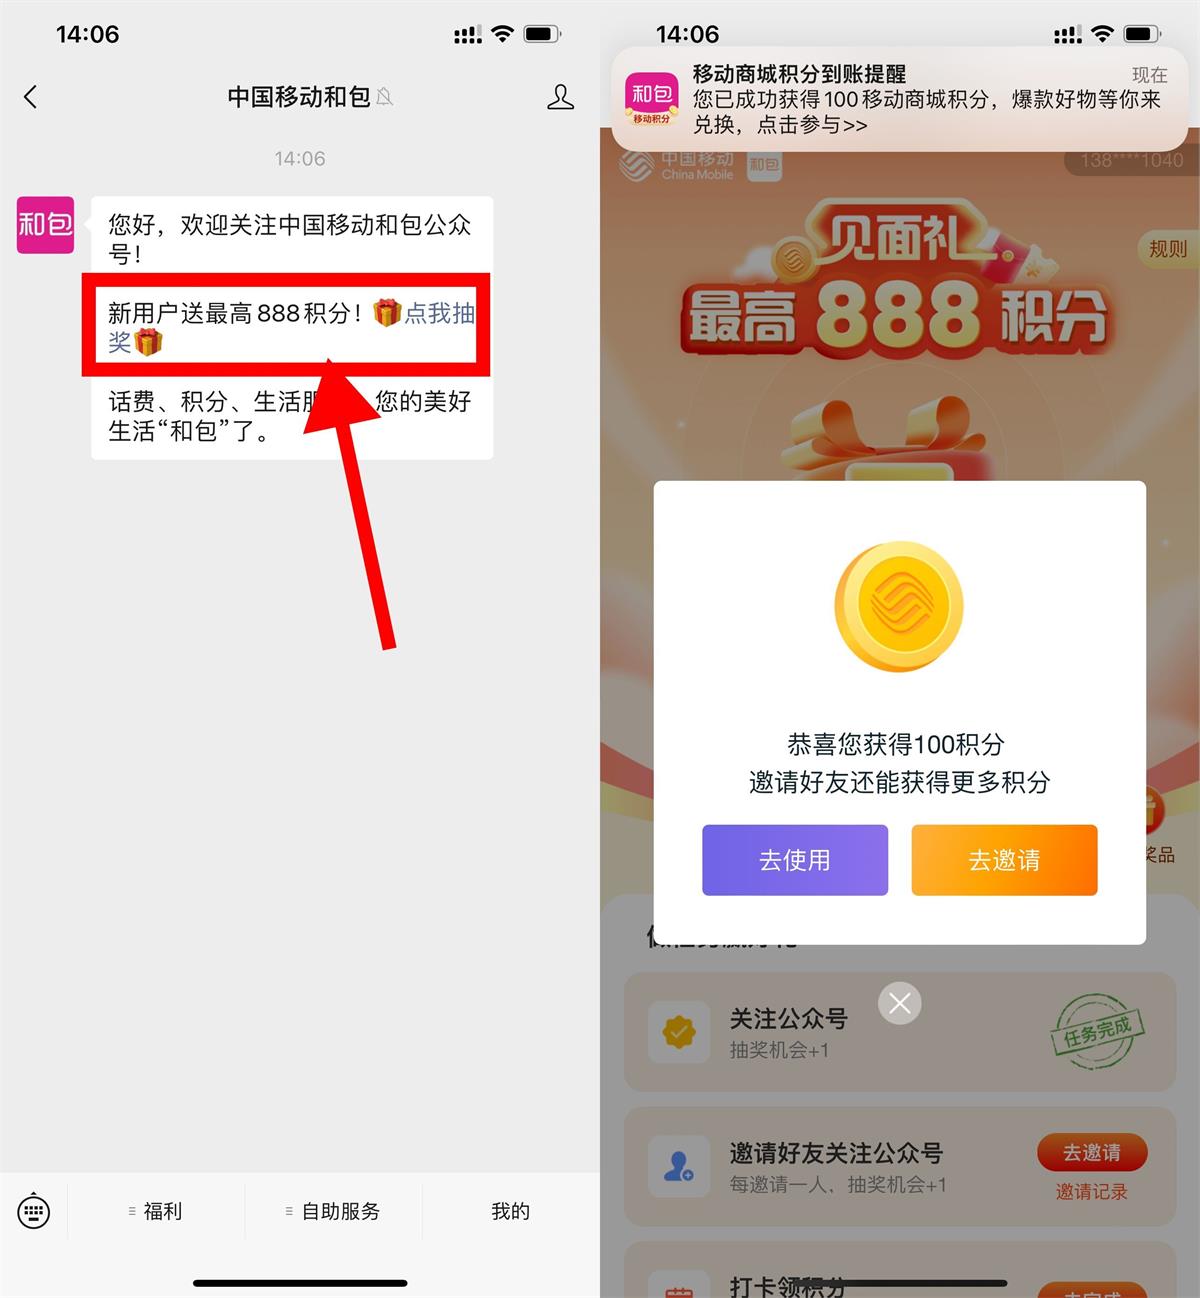 14:06
中国移动和包
14:06
和包
您好，欢迎关注中国移动和包公众
号！
新用户送最高888积分！🎁点我抽
奖🎁
话费、积分、生活服
您的美好
生活“和包”了。
福利
自助服务
我的
14:06
和包
移动积分
移动商城积分到账提醒
现在
您已成功获得100移动商城积分，爆款好物等你来
兑换，点击参与>>
中国移动
China Mobile
和包
138****1040
见面礼
规则
最高888积分
恭喜您获得100积分
邀请好友还能获得更多积分
去使用
去邀请
奖品
关注公众号
抽奖机会+1
任务完成
邀请好友关注公众号
每邀请一人，抽奖机会+1
去邀请
邀请记录
打卡领积分
去完成